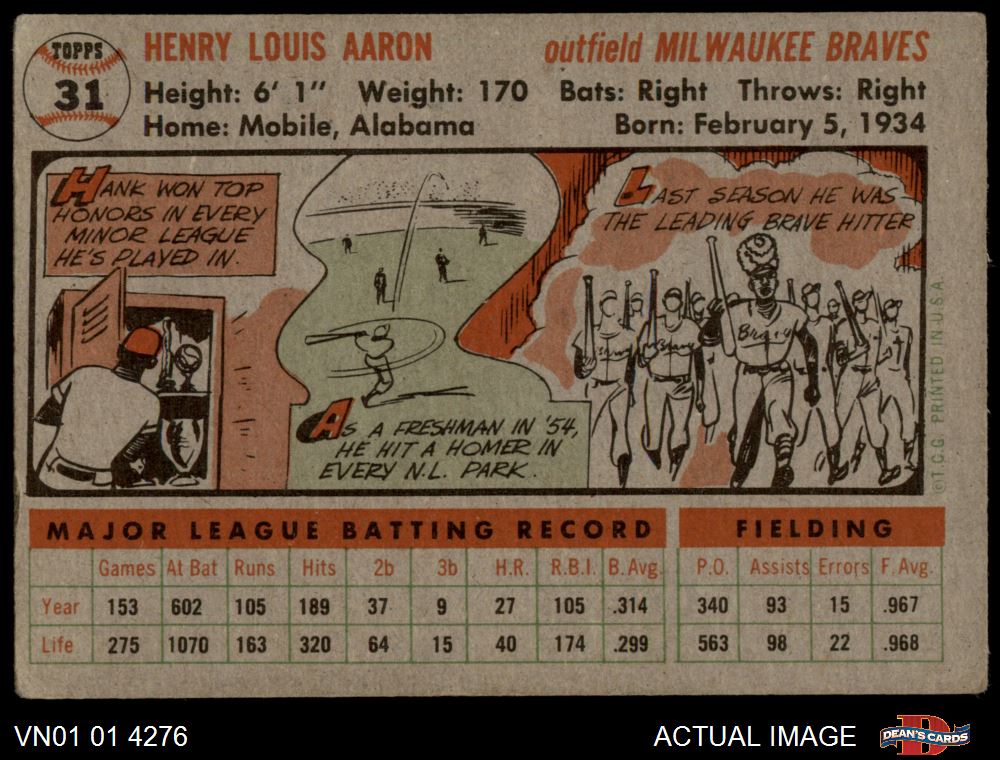 TOPPS
31
HENRY LOUIS AARON outfield MILWAUKEE BRAVES
Height: 6' 1" Weight: 170 Bats: Right Throws: Right
Home: Mobile, Alabama Born: February 5, 1934
HANK WON TOP
HONORS IN EVERY
MINOR LEAGUE
HE'S PLAYED IN.
AS A FRESHMAN IN '54,
HE HIT A HOMER IN
EVERY N.L. PARK.
LAST SEASON HE WAS
THE LEADING BRAVE HITTER
Braves
©T.C.G. PRINTED IN U.S.A.
MAJOR LEAGUE BATTING RECORD FIELDING
Games At Bat Runs Hits 2b 3b H.R. R.B.I. B. Avg. P.O. Assists Errors F. Avg.
Year 153 602 105 189 37 9 27 105 .314 340 93 15 .967
Life 275 1070 163 320 64 15 40 174 .299 563 98 22 .968
VN01 01 4276 ACTUAL IMAGE DEAN'S CARDS